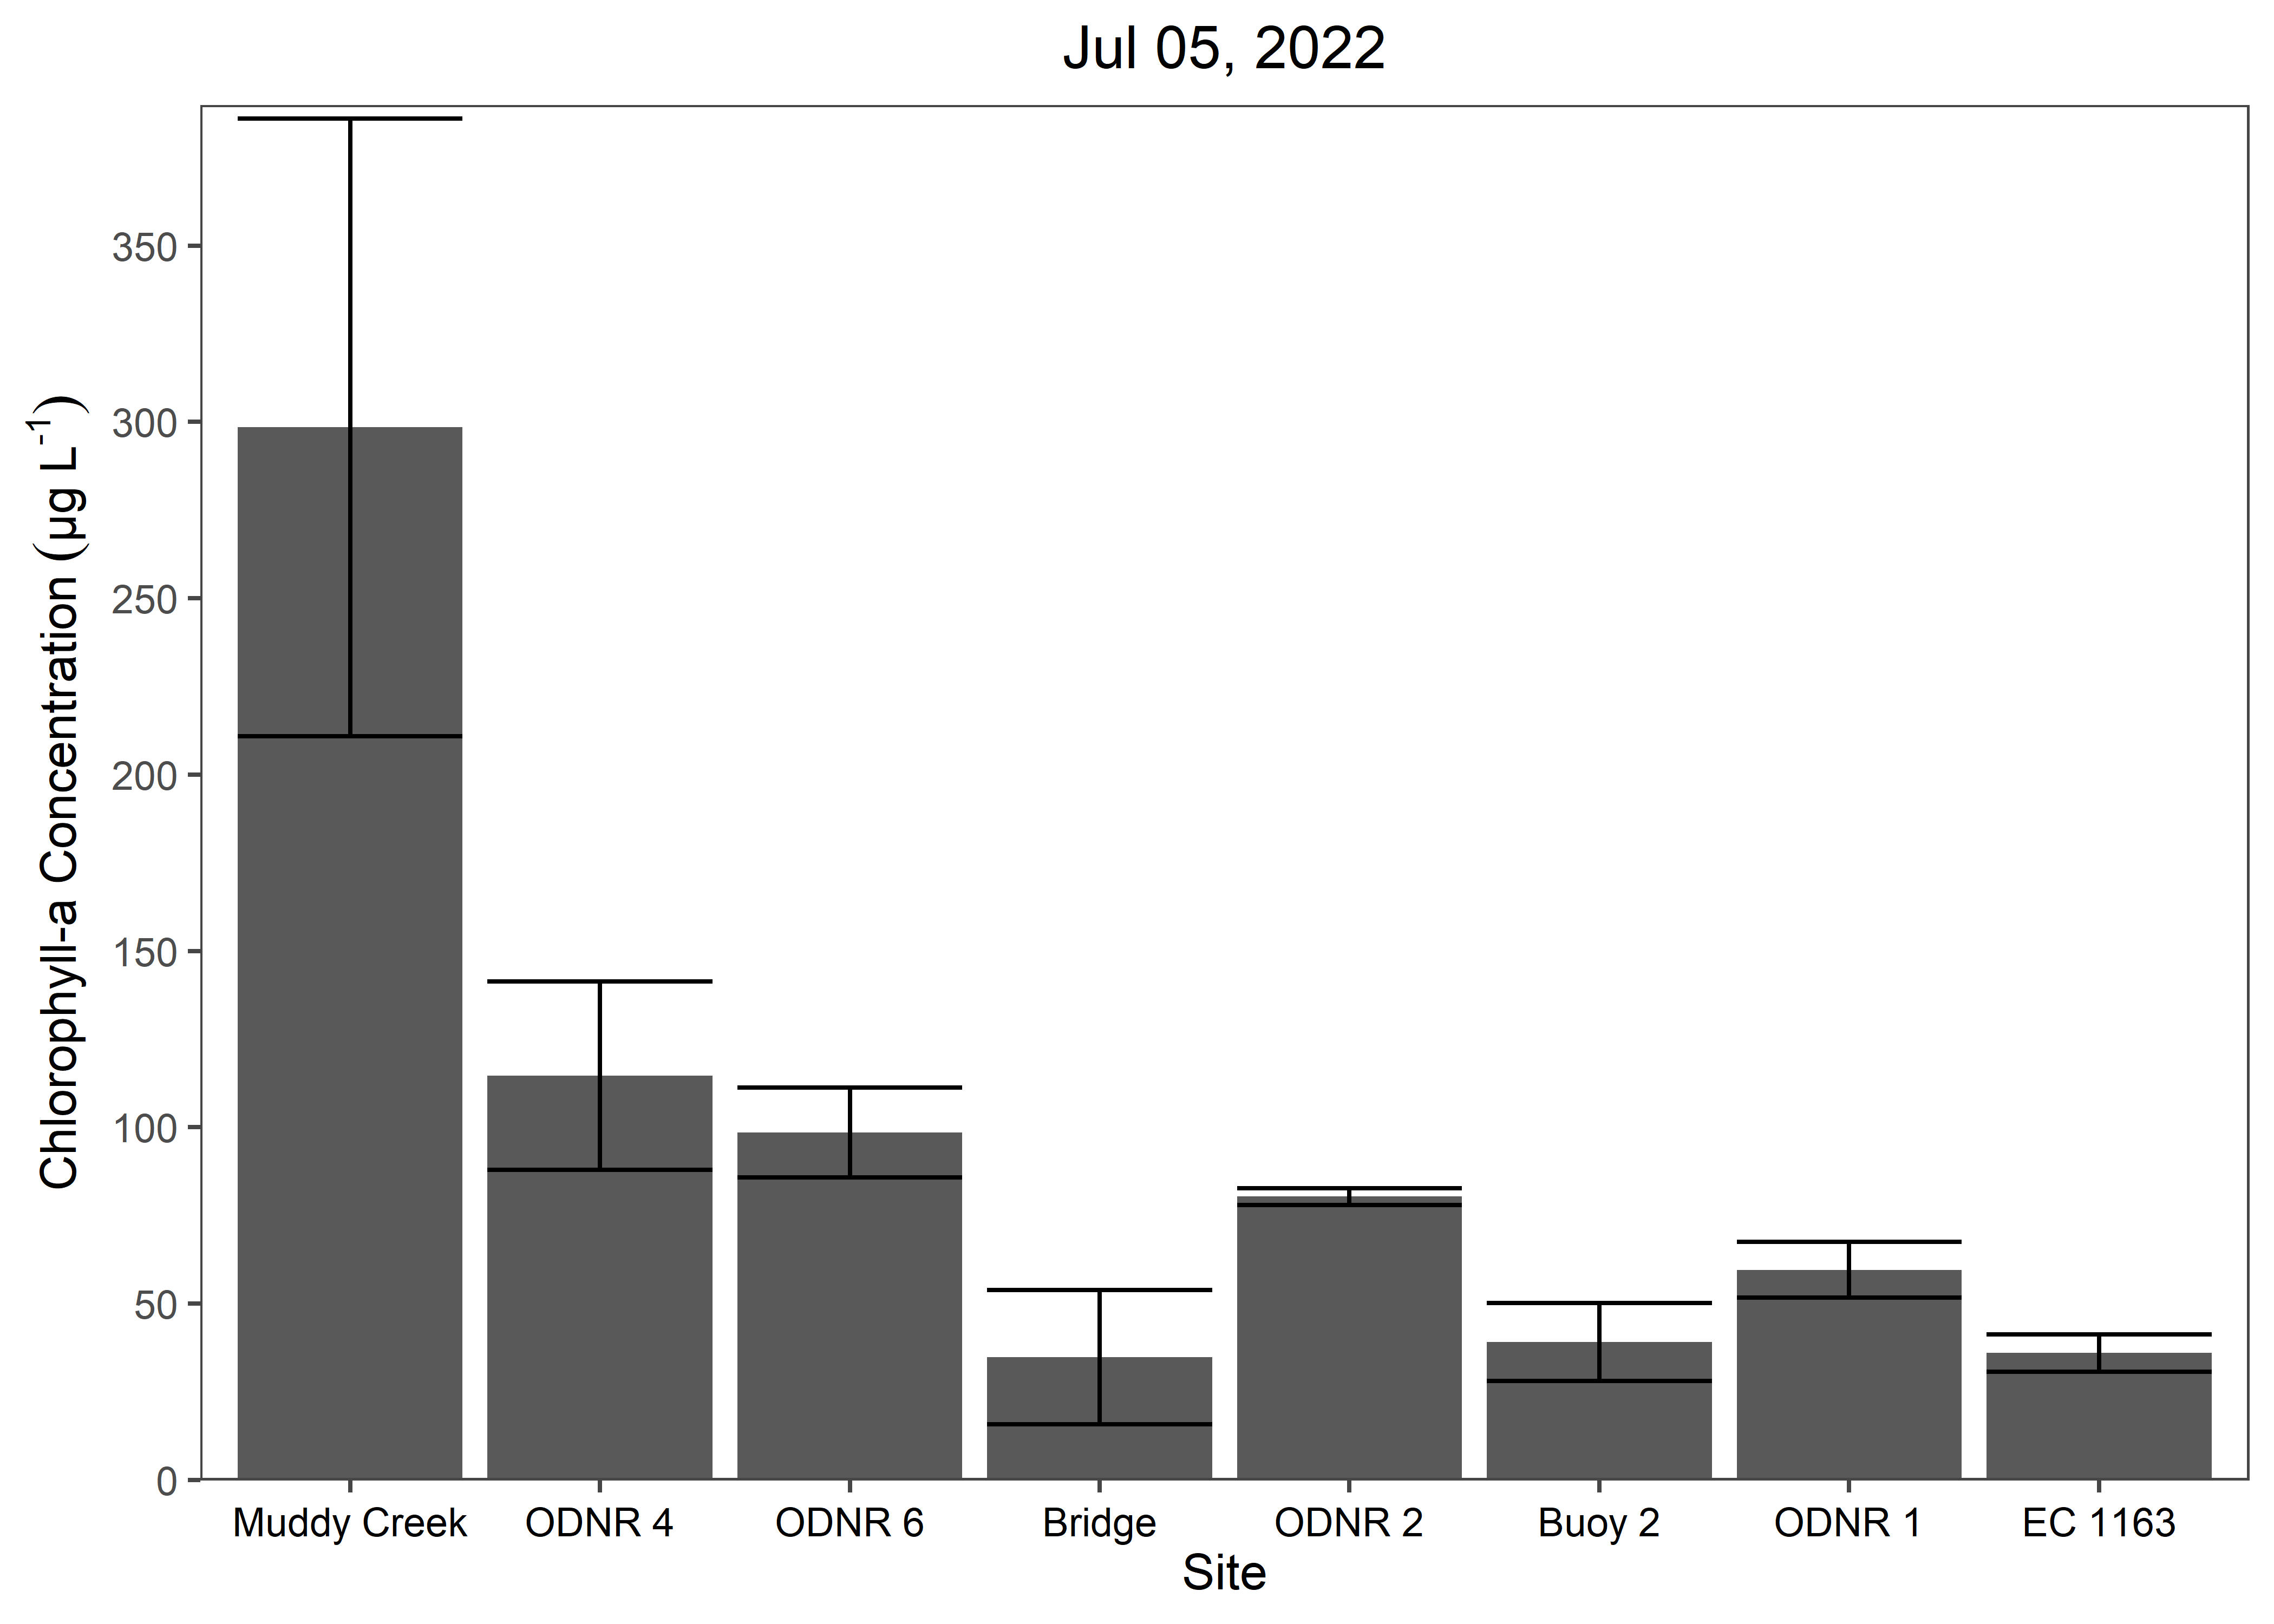 Jul 05, 2022
Chlorophyll-a Concentration (µg L⁻¹)
350
300
250
200
150
100
50
0
Muddy Creek ODNR 4 ODNR 6 Bridge ODNR 2 Buoy 2 ODNR 1 EC 1163
Site